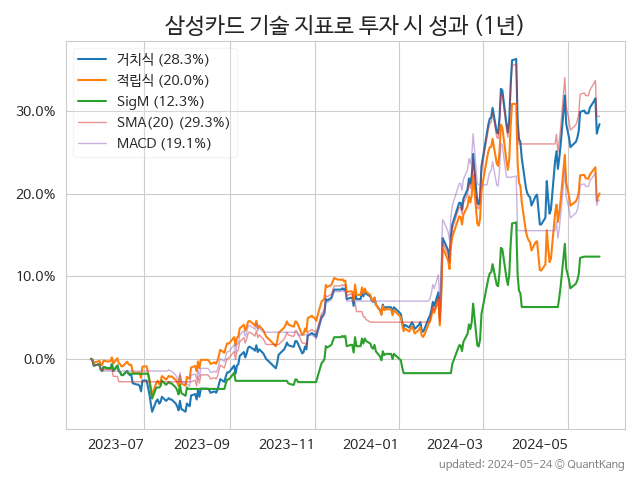 삼성카드 기술 지표로 투자 시 성과 (1년)
거치식 (28.3%)
적립식 (20.0%)
SigM (12.3%)
SMA(20) (29.3%)
MACD (19.1%)
30.0%
20.0%
10.0%
0.0%
2023-07 2023-09 2023-11 2024-01 2024-03 2024-05
updated: 2024-05-24 © QuantKang